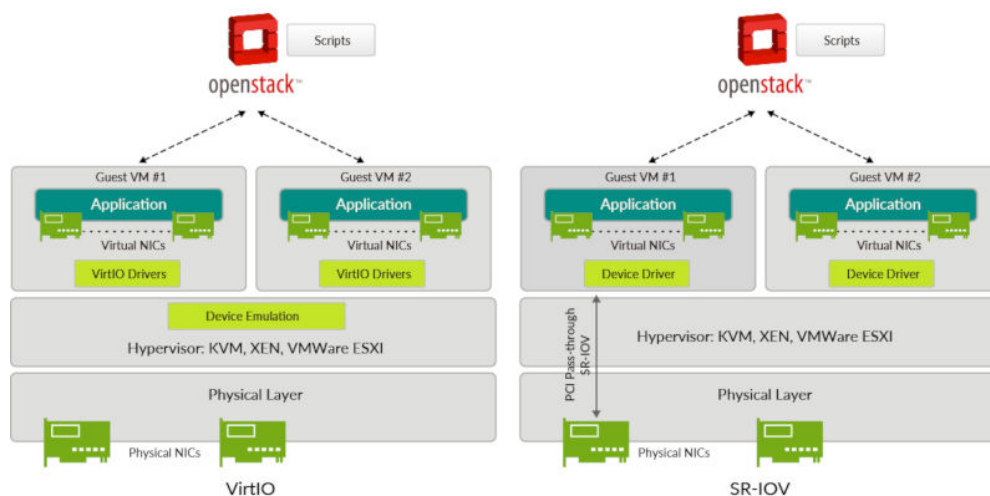 Scripts
openstack™
Guest VM #1
Application
Virtual NICs
VirtIO Drivers
Guest VM #2
Application
Virtual NICs
VirtIO Drivers
Device Emulation
Hypervisor: KVM, XEN, VMWare ESXI
Physical Layer
Physical NICs
VirtIO
Scripts
openstack™
Guest VM #1
Application
Virtual NICs
Device Driver
Guest VM #2
Application
Virtual NICs
Device Driver
PCI Pass-through
SR-IOV
Hypervisor: KVM, XEN, VMWare ESXI
Physical Layer
Physical NICs
SR-IOV